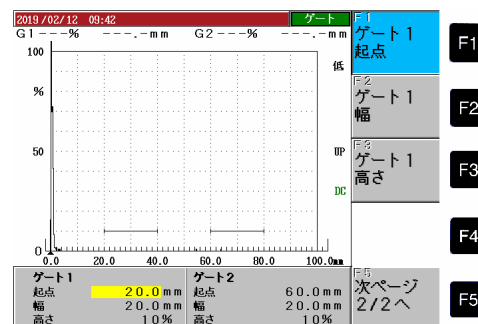 2019/02/12 09:42 ゲート
G1---% ---.-mm G2---% ---.-mm
100
%
50
0
低
UP
DC
0.0 20.0 40.0 60.0 80.0 100.0mm
ゲート1
起点 20.0mm
幅 20.0mm
高さ 10%
ゲート2
起点 60.0mm
幅 20.0mm
高さ 10%
F1
ゲート1
起点
F2
ゲート1
幅
F3
ゲート1
高さ
F5
次ページ
2/2へ
F1
F2
F3
F4
F5